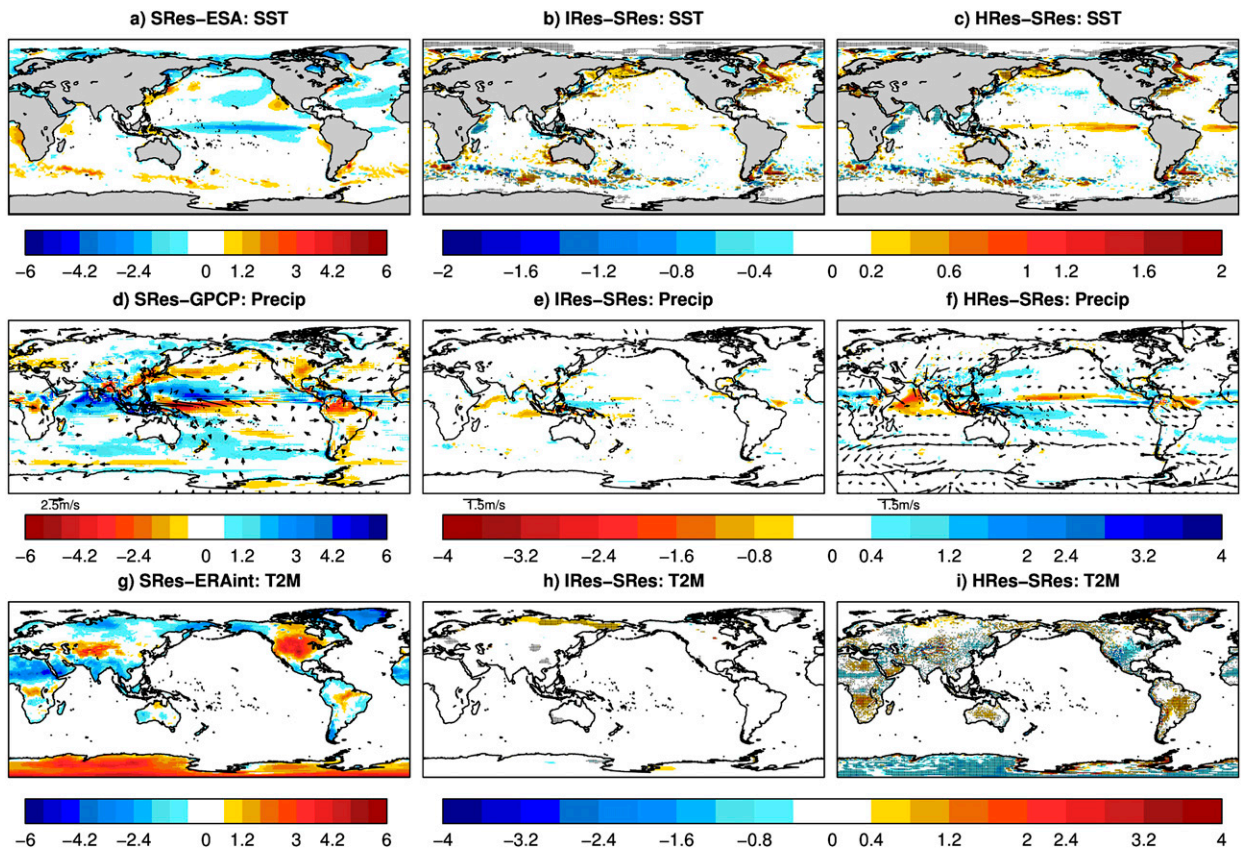 a) SRes-ESA: SST
b) IRes-SRes: SST
c) HRes-SRes: SST
−6 −4.2 −2.4 0 1.2 3 4.2 6
−2 −1.6 −0.8 −0.4 0 0.2 0.6 1 1.2 1.6 2
d) SRes-GPCP: Precip
e) IRes-SRes: Precip
f) HRes-SRes: Precip
2.5m/s
1.5m/s
1.5m/s
−6 −4.2 −2.4 0 1.2 3 4.2 6
−4 −3.2 −2.4 −1.6 −0.8 0 0.4 1.2 2 2.4 3.2 4
g) SRes-ERAint: T2M
h) IRes-SRes: T2M
i) HRes-SRes: T2M
−6 −4.2 −2.4 0 1.2 3 4.2 6
−4 −3.2 −2.4 −1.6 −0.8 0 0.4 1.2 2 2.4 3.2 4